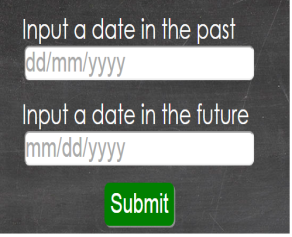 Input a date in the past
dd/mm/yyyy
Input a date in the future
mm/dd/yyyy
Submit